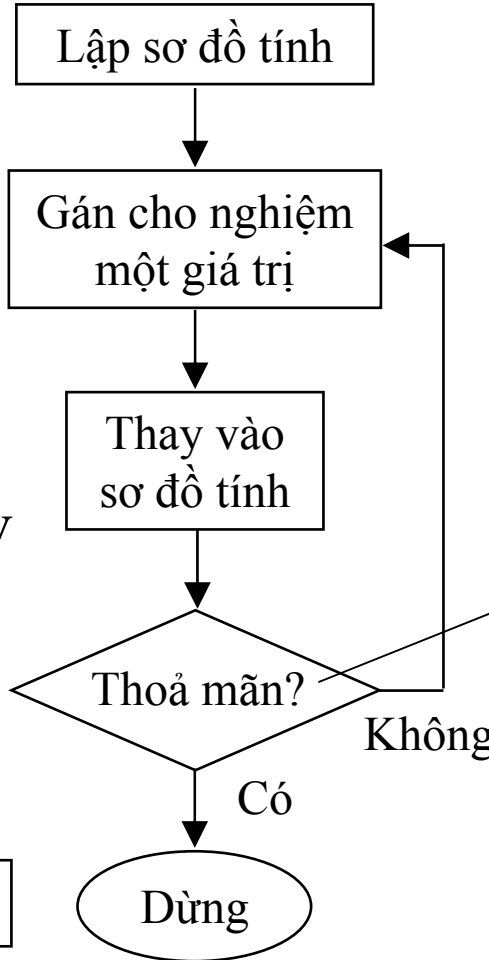 Lập sơ đồ tính
Gán cho nghiệm
một giá trị
Thay vào
sơ đồ tính
Thoả mãn?
Không
Có
Dừng